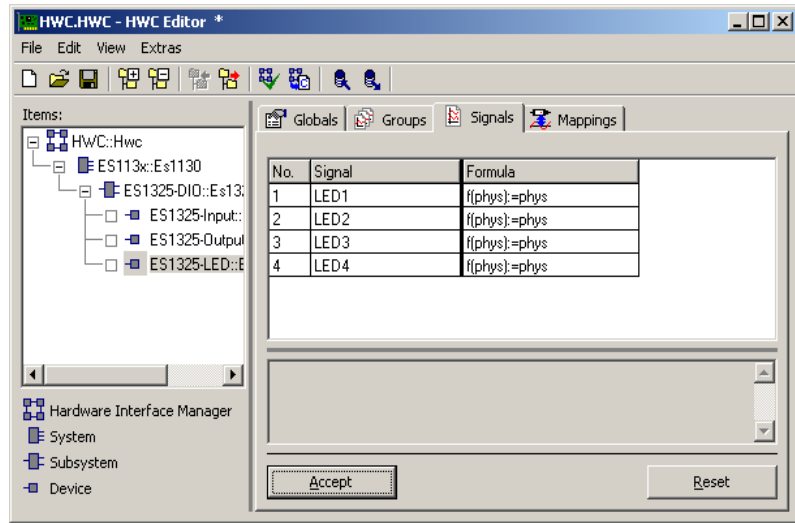 HWC.HWC - HWC Editor *
File Edit View Extras
Items:
HWC::Hwc
ES113x::Es1130
ES1325-DIO::Es13
ES1325-Input::
ES1325-Outpu
ES1325-LED::E
Hardware Interface Manager
System
Subsystem
Device
Globals Groups Signals Mappings
No. Signal Formula
1 LED1 f(phys):=phys
2 LED2 f(phys):=phys
3 LED3 f(phys):=phys
4 LED4 f(phys):=phys
Accept Reset